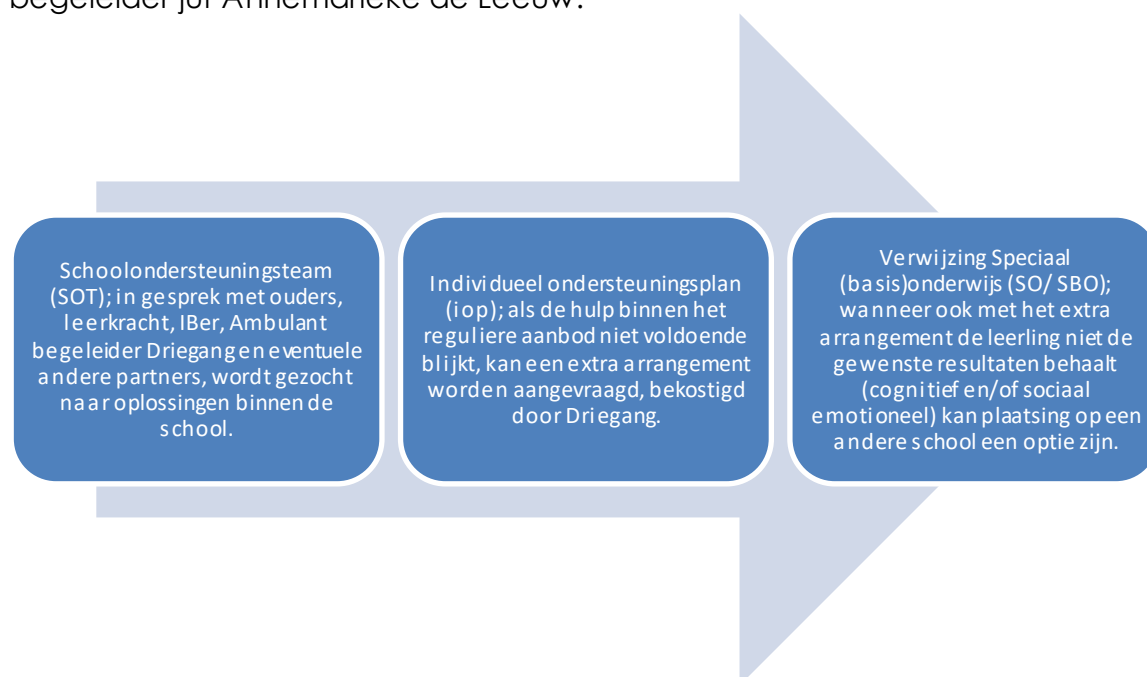 begeleider juf Annemarieke de Leeuw.
Schoolondersteuningsteam
(SOT); in gesprek met ouders,
leerkracht, IBer, Ambulant
begeleider Driegang en eventuele
andere partners, wordt gezocht
naar oplossingen binnen de
school.
Individueel ondersteuningsplan
(iop); als de hulp binnen het
reguliere aanbod niet voldoende
blijkt, kan een extra arrangement
worden aangevraagd, bekostigd
door Driegang.
Verwijzing Speciaal
(basis)onderwijs (SO/ SBO);
wanneer ook met het extra
arrangement de leerling niet de
gewenste resultaten behaalt
(cognitief en/of sociaal
emotioneel) kan plaatsing op een
andere school een optie zijn.